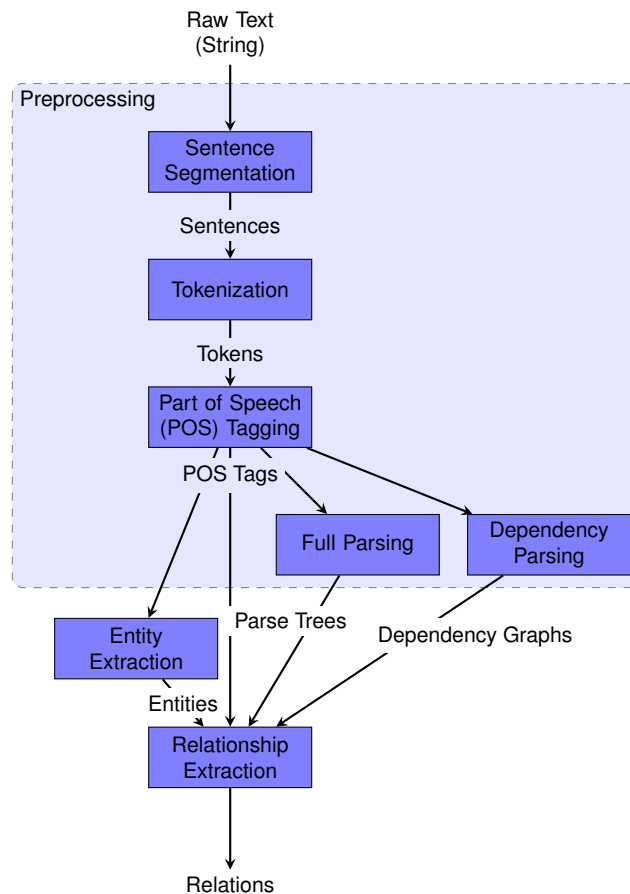 Raw Text
(String)
Preprocessing
Sentence
Segmentation
Sentences
Tokenization
Tokens
Part of Speech
(POS) Tagging
POS Tags
Full Parsing
Dependency
Parsing
Entity
Extraction
Parse Trees
Dependency Graphs
Entities
Relationship
Extraction
Relations